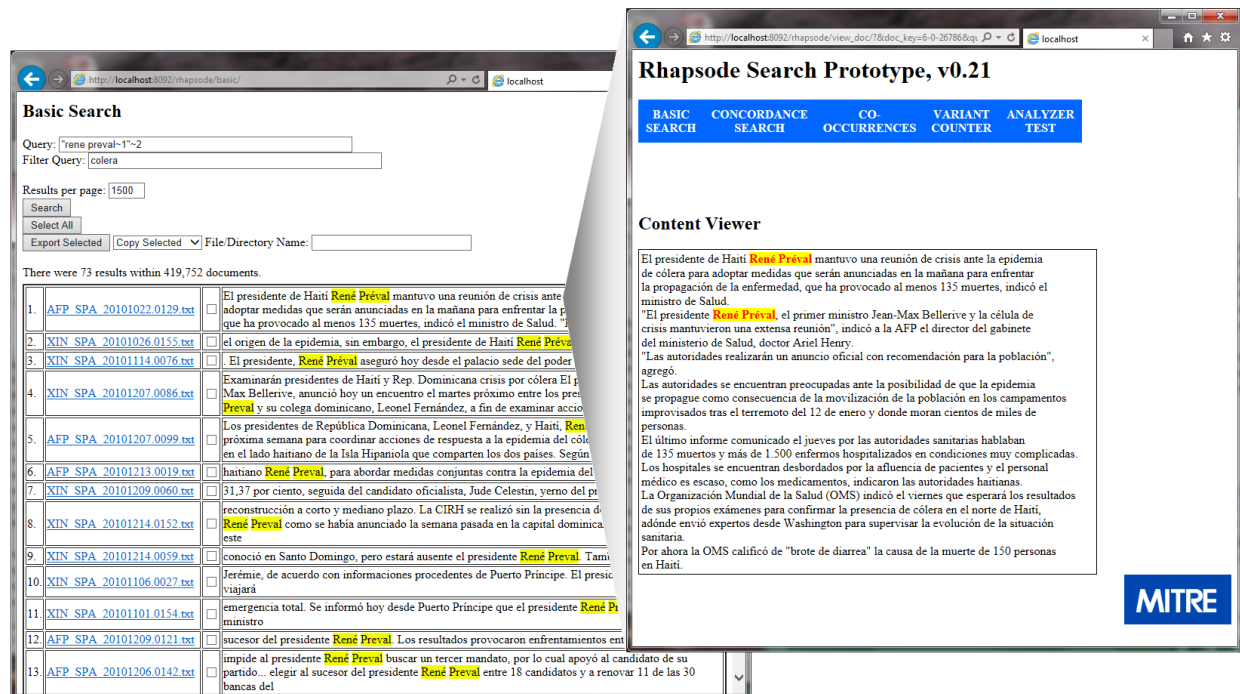 http://localhost:8092/rhapsode/basic/
localhost
Basic Search
Query: "rene preval~1"~2
Filter Query: colera
Results per page: 1500
Search
Select All
Export Selected Copy Selected File/Directory Name:
There were 73 results within 419,752 documents.
1. AFP_SPA_20101022.0129.txt El presidente de Haití René Préval mantuvo una reunión de crisis ante
adoptar medidas que serán anunciadas en la mañana para enfrentar la
que ha provocado al menos 135 muertes, indicó el ministro de Salud.
2. XIN_SPA_20101026.0155.txt el origen de la epidemia, sin embargo, el presidente de Haití René
3. XIN_SPA_20101114.0076.txt . El presidente, René Préval aseguró hoy desde el palacio sede del poder
4. XIN_SPA_20101207.0086.txt Examinarán presidentes de Haití y Rep. Dominicana crisis por cólera El
Max Bellerive, anunció hoy un encuentro el martes próximo entre los
Preval y su colega dominicano, Leonel Fernández, a fin de examinar
5. AFP_SPA_20101207.0099.txt Los presidentes de República Dominicana, Leonel Fernández, y Haití,
próxima semana para coordinar acciones de respuesta a la epidemia del
en el lado haitiano de la Isla Hipaniola que comparten los dos países. Según
6. AFP_SPA_20101213.0019.txt haitiano René Preval, para abordar medidas conjuntas contra la epidemia del
7. XIN_SPA_20101209.0060.txt 31,37 por ciento, seguida del candidato oficialista, Jude Celestin, yerno del
8. XIN_SPA_20101214.0152.txt reconstrucción a corto y mediano plazo. La CIRH se realizó sin la presencia
René Preval como se había anunciado la semana pasada en la capital
este
9. XIN_SPA_20101214.0059.txt conoció en Santo Domingo, pero estará ausente el presidente René Preval.
10. XIN_SPA_20101106.0027.txt Jerémie, de acuerdo con informaciones procedentes de Puerto Príncipe. El
viajará
11. XIN_SPA_20101101.0154.txt emergencia total. Se informó hoy desde Puerto Príncipe que el presidente René
ministro
12. AFP_SPA_20101209.0121.txt sucesor del presidente René Preval. Los resultados provocaron enfrentamientos
13. AFP_SPA_20101206.0142.txt impide al presidente René Preval buscar un tercer mandato, por lo cual apoyó al candidato de su
partido... elegir al sucesor del presidente René Preval entre 18 candidatos y a renovar 11 de las 30
bancas del
http://localhost:8092/rhapsode/view_doc/?&doc_key=6-0-26786&
localhost
Rhapsode Search Prototype, v0.21
BASIC SEARCH
CONCORDANCE SEARCH
CO-OCCURRENCES
VARIANT COUNTER
ANALYZER TEST
Content Viewer
El presidente de Haití René Préval mantuvo una reunión de crisis ante la epidemia
de cólera para adoptar medidas que serán anunciadas en la mañana para enfrentar
la propagación de la enfermedad, que ha provocado al menos 135 muertes, indicó el
ministro de Salud.
"El presidente René Préval, el primer ministro Jean-Max Bellerive y la célula de
crisis mantuvieron una extensa reunión", indicó a la AFP el director del gabinete
del ministerio de Salud, doctor Ariel Henry.
"Las autoridades realizarán un anuncio oficial con recomendación para la población",
agregó.
Las autoridades se encuentran preocupadas ante la posibilidad de que la epidemia
se propague como consecuencia de la movilización de la población en los campamentos
improvisados tras el terremoto del 12 de enero y donde moran cientos de miles de
personas.
El último informe comunicado el jueves por las autoridades sanitarias hablaban
de 135 muertos y más de 1.500 enfermos hospitalizados en condiciones muy complicadas.
Los hospitales se encuentran desbordados por la afluencia de pacientes y el personal
médico es escaso, como los medicamentos, indicaron las autoridades haitianas.
La Organización Mundial de la Salud (OMS) indicó el viernes que esperará los resultados
de sus propios exámenes para confirmar la presencia de cólera en el norte de Haití,
adónde envió expertos desde Washington para supervisar la evolución de la situación
sanitaria.
Por ahora la OMS calificó de "brote de diarrea" la causa de la muerte de 150 personas
en Haití.
MITRE